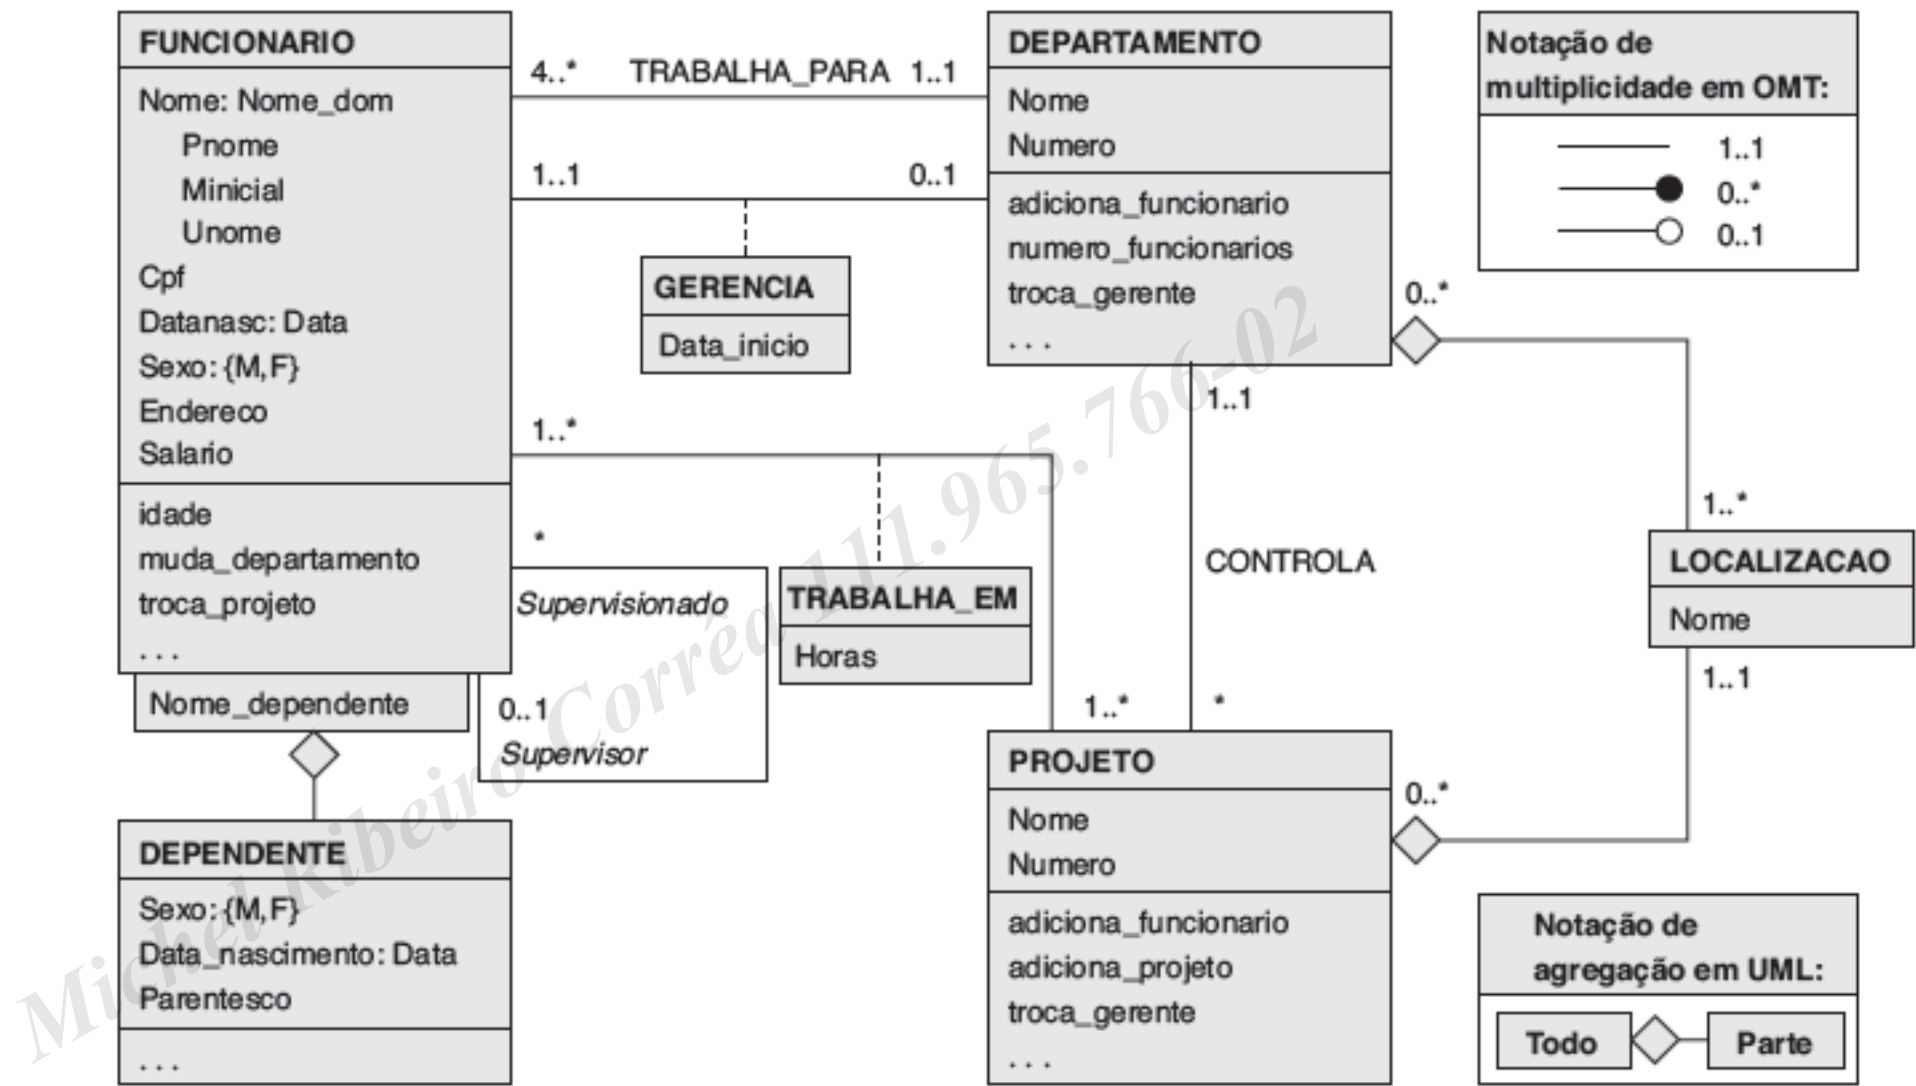 FUNCIONARIO
Nome: Nome_dom
Pnome
Minicial
Unome
Cpf
Datanasc: Data
Sexo: {M,F}
Endereco
Salario
idade
muda_departamento
troca_projeto
. . .
Nome_dependente
DEPENDENTE
Sexo: {M,F}
Data_nascimento: Data
Parentesco
. . .
4..* TRABALHA_PARA 1..1
1..1 0..1
GERENCIA
Data_inicio
1..*
*
Supervisionado
0..1
Supervisor
TRABALHA_EM
Horas
1..*
DEPARTAMENTO
Nome
Numero
adiciona_funcionario
numero_funcionarios
troca_gerente
. . .
1..1
CONTROLA
*
PROJETO
Nome
Numero
adiciona_funcionario
adiciona_projeto
troca_gerente
. . .
0..*
1..*
LOCALIZACAO
Nome
1..1
0..*
Notação de
multiplicidade em OMT:
1..1
0..*
0..1
Notação de
agregação em UML:
Todo Parte
Michel Ribeiro Corrêa 111.965.766-02